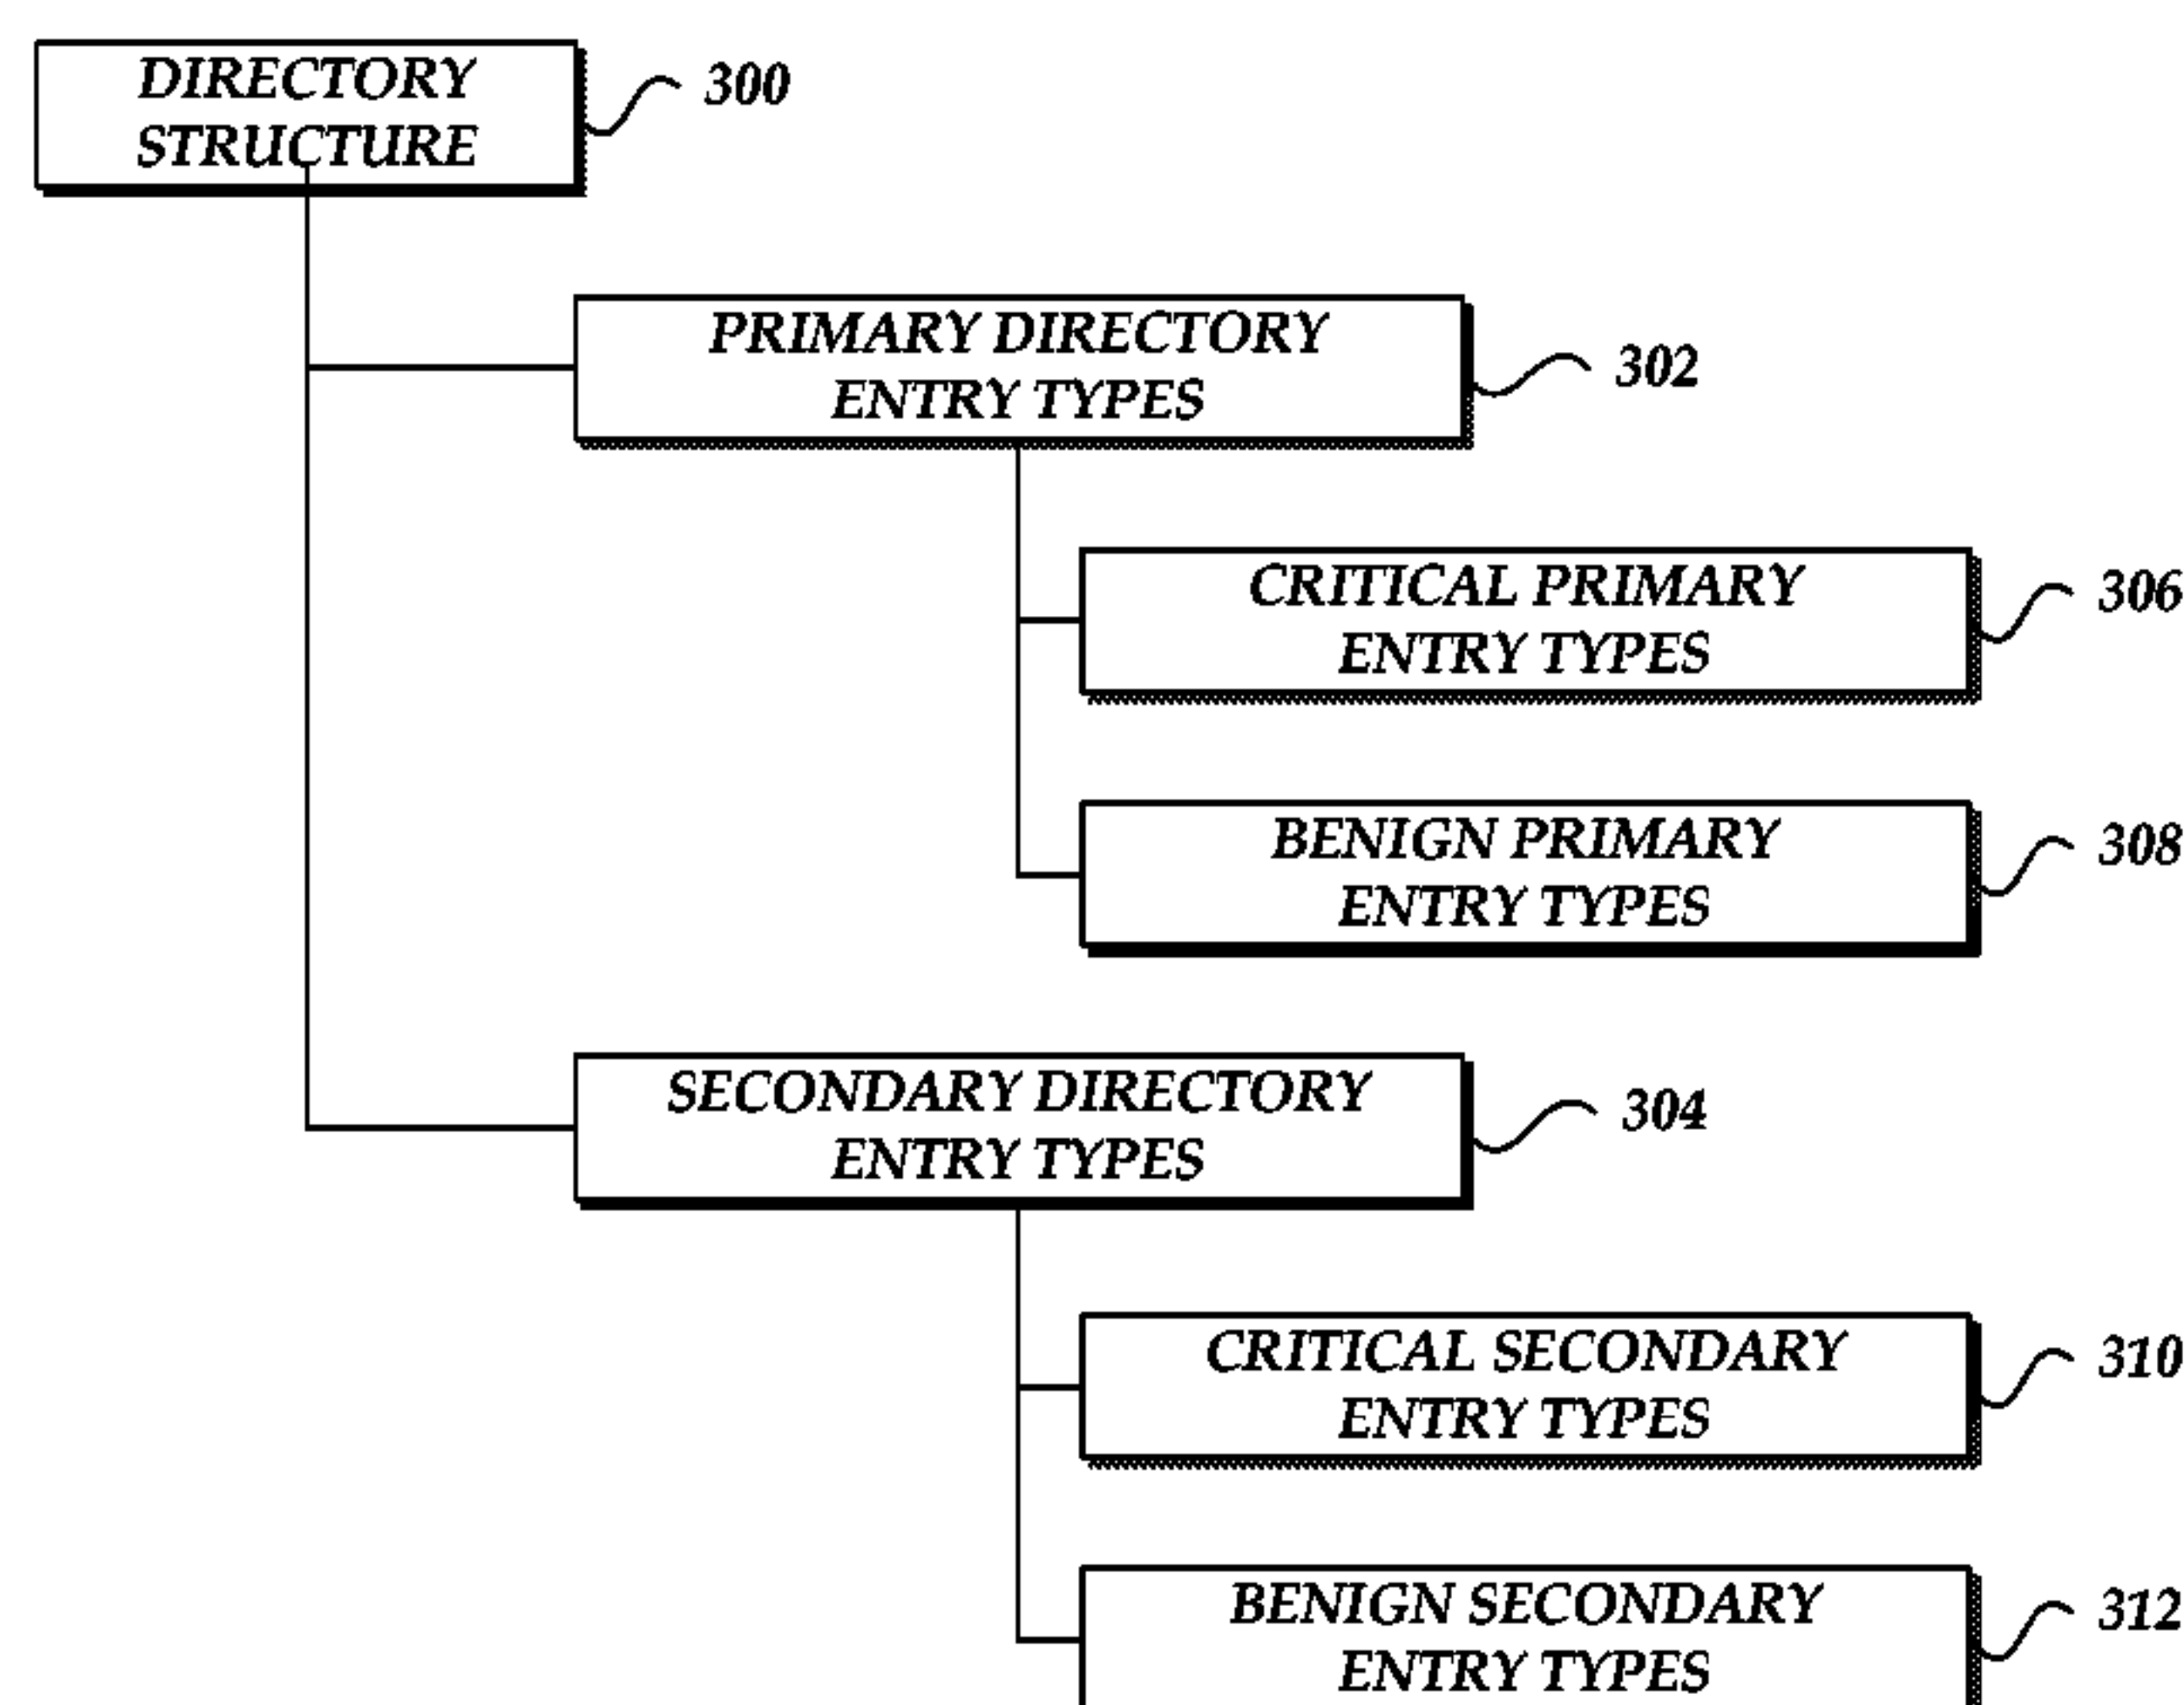 DIRECTORY
STRUCTURE
300
PRIMARY DIRECTORY
ENTRY TYPES
302
CRITICAL PRIMARY
ENTRY TYPES
306
BENIGN PRIMARY
ENTRY TYPES
308
SECONDARY DIRECTORY
ENTRY TYPES
304
CRITICAL SECONDARY
ENTRY TYPES
310
BENIGN SECONDARY
ENTRY TYPES
312